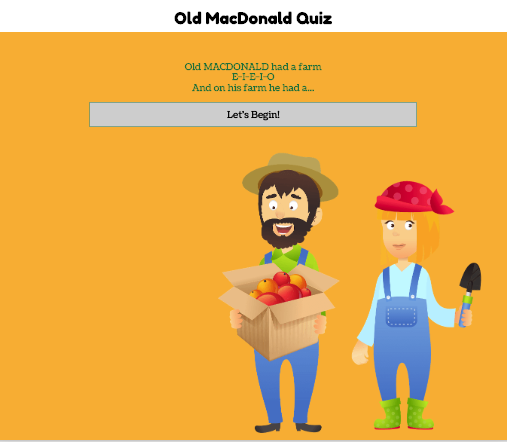 Old MacDonald Quiz
Old MACDONALD had a farm
E-I-E-I-O
And on his farm he had a...
Let's Begin!